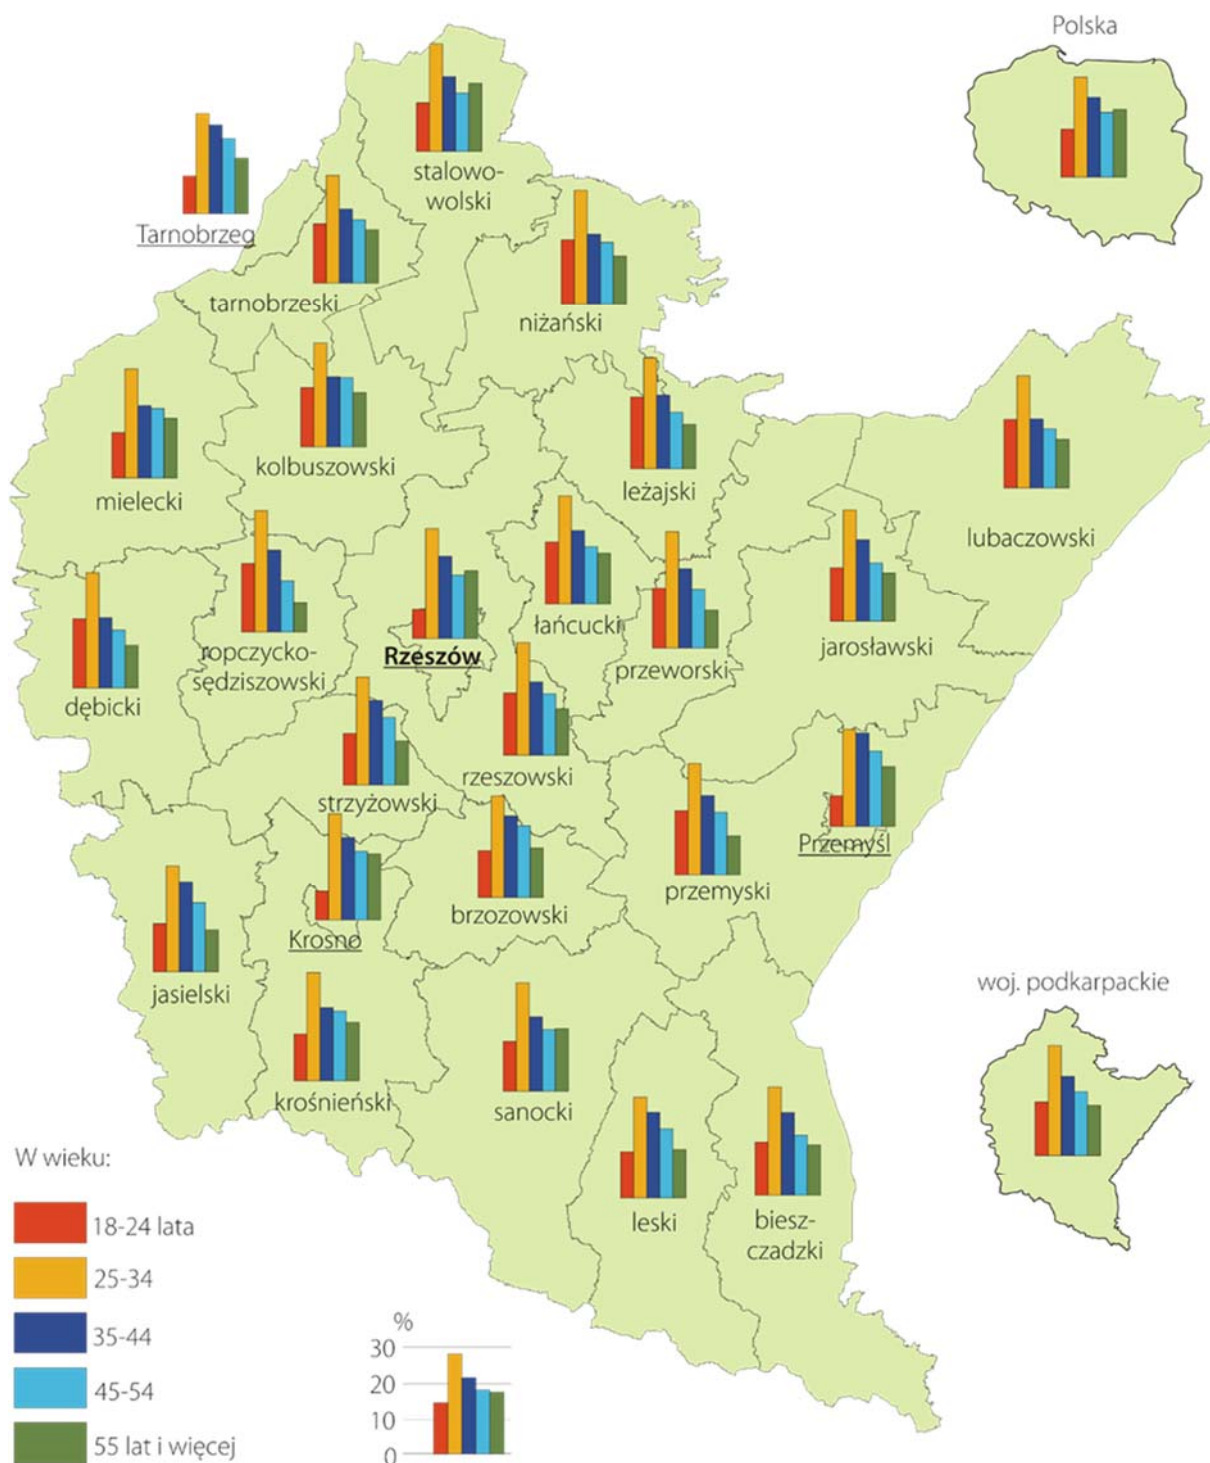 Polska
stalowo-
wolski
Tarnobrzeg
tarnobrzeski
niżański
kolbuszowski
mielecki
leżajski
lubaczowski
łańcucki
ropczycko-
sędziszowski
Rzeszów
przeworski
jarosławski
dębicki
rzeszowski
strzyżowski
Przemyśl
przemyski
brzozowski
Krosno
jasielski
woj. podkarpackie
krośnieński
sanocki
leski
biesz-
czadzki
W wieku:
18-24 lata
25-34
35-44
45-54
55 lat i więcej
%
30
20
10
0